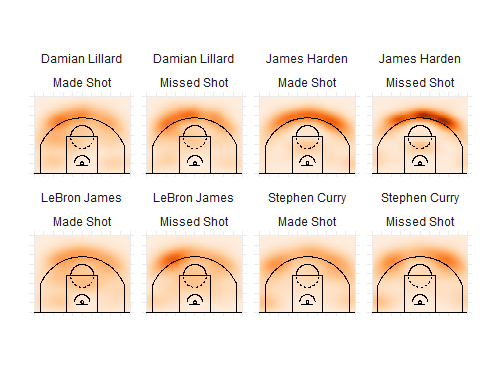 Damian Lillard
Made Shot
Damian Lillard
Missed Shot
James Harden
Made Shot
James Harden
Missed Shot
LeBron James
Made Shot
LeBron James
Missed Shot
Stephen Curry
Made Shot
Stephen Curry
Missed Shot